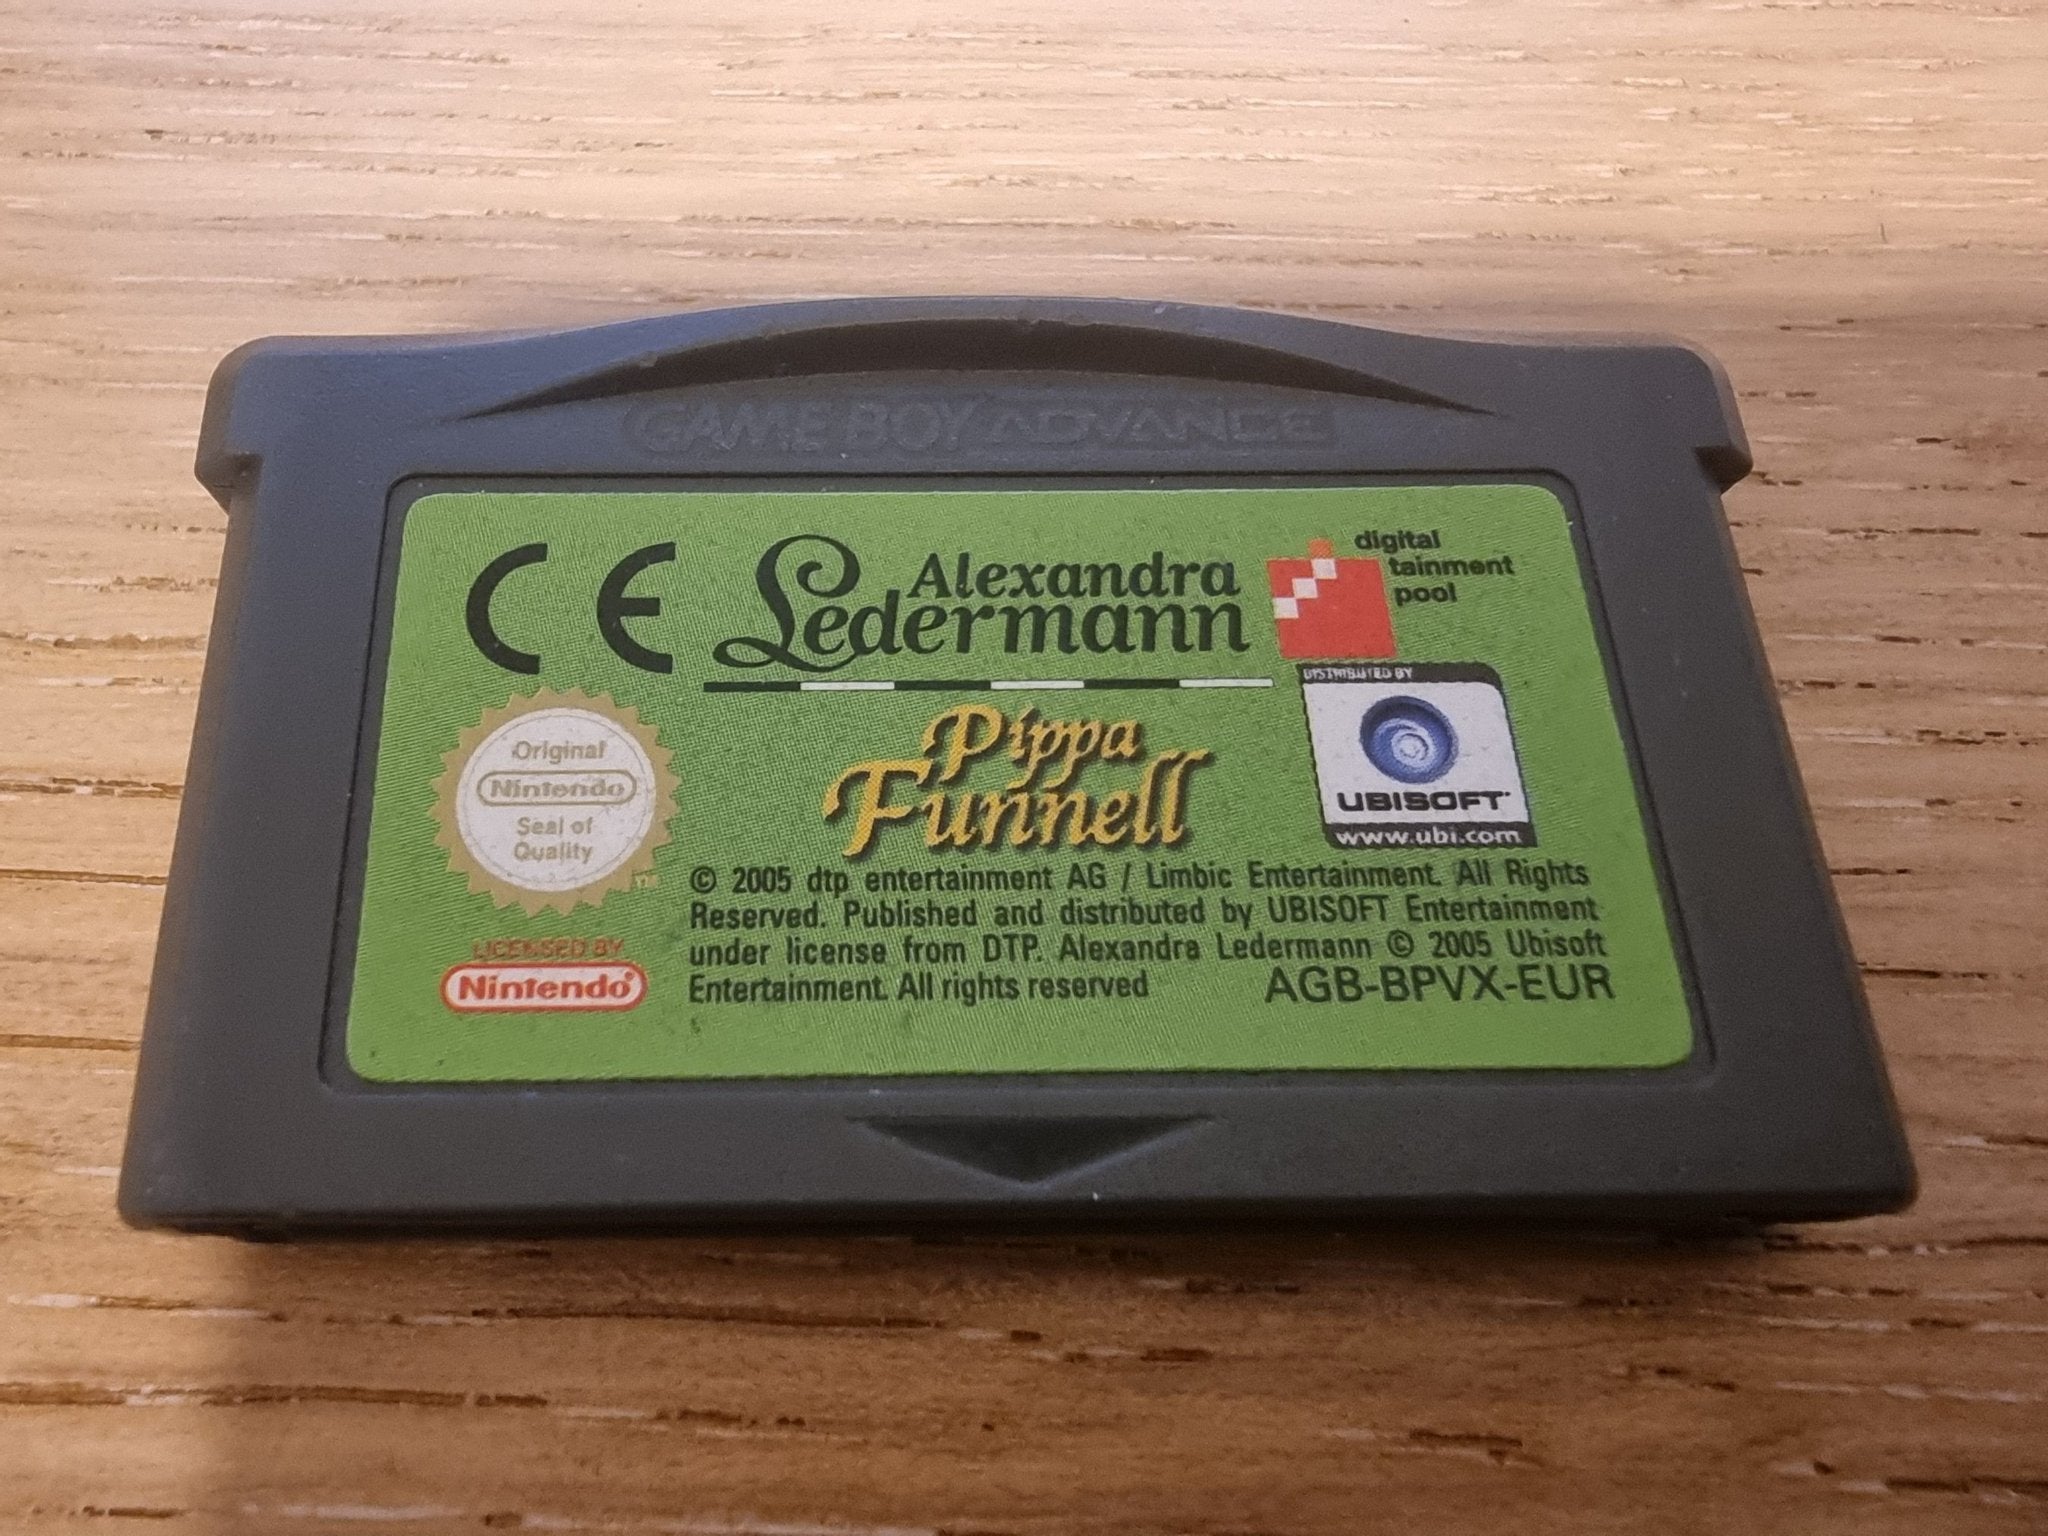 GAME BOY ADVANCE
CE
Alexandra
Ledermann
digital
tainment
pool
Pippa
Funnell
DISTRIBUTED BY
UBISOFT
www.ubi.com
Original
Nintendo
Seal of
Quality
TM
LICENSED BY
Nintendo®
© 2005 dtp entertainment AG / Limbic Entertainment. All Rights
Reserved. Published and distributed by UBISOFT Entertainment
under license from DTP. Alexandra Ledermann © 2005 Ubisoft
Entertainment. All rights reserved
AGB-BPVX-EUR